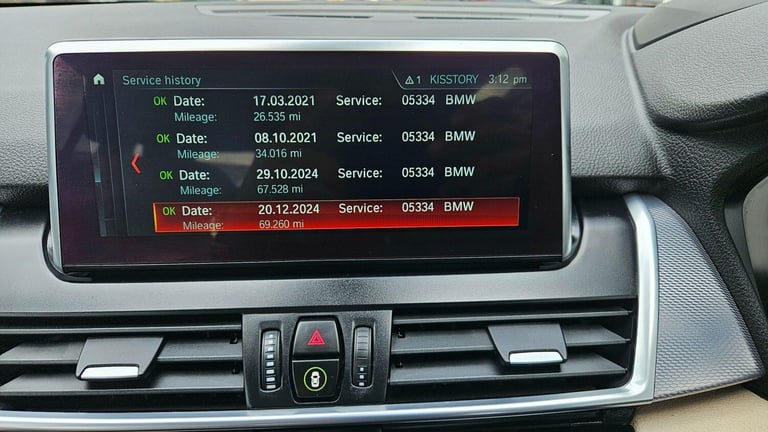 Service history 1 KISSTORY 3:12 pm
OK Date: 17.03.2021 Service: 05334 BMW
Mileage: 26.535 mi
OK Date: 08.10.2021 Service: 05334 BMW
Mileage: 34.016 mi
OK Date: 29.10.2024 Service: 05334 BMW
Mileage: 67.528 mi
OK Date: 20.12.2024 Service: 05334 BMW
Mileage: 69.260 mi